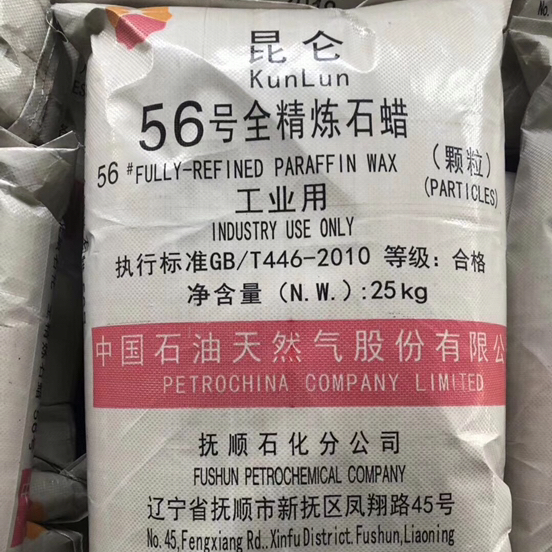 昆仑
KunLun
56号全精炼石蜡
56 #FULLY-REFINED PARAFFIN WAX
(颗粒)
(PARTICLES)
工业用
INDUSTRY USE ONLY
执行标准GB/T446-2010 等级: 合格
净含量 (N.W.):25kg
中国石油天然气股份有限公
PETROCHINA COMPANY LIMITED
抚顺石化分公司
FUSHUN PETROCHEMICAL COMPANY
辽宁省抚顺市新抚区凤翔路45号
No.45,Fengxiang Rd..Xinfu District.Fushun,Liaoning